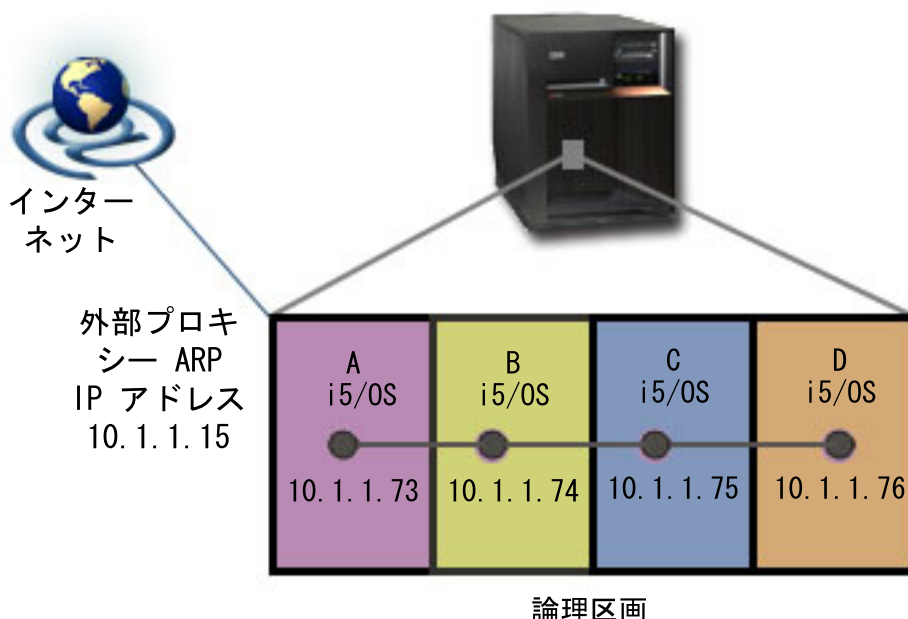 インター
ネット
外部プロキ
シー ARP
IP アドレス
10.1.1.15
A
i5/OS
10.1.1.73
B
i5/OS
10.1.1.74
C
i5/OS
10.1.1.75
D
i5/OS
10.1.1.76
論理区画